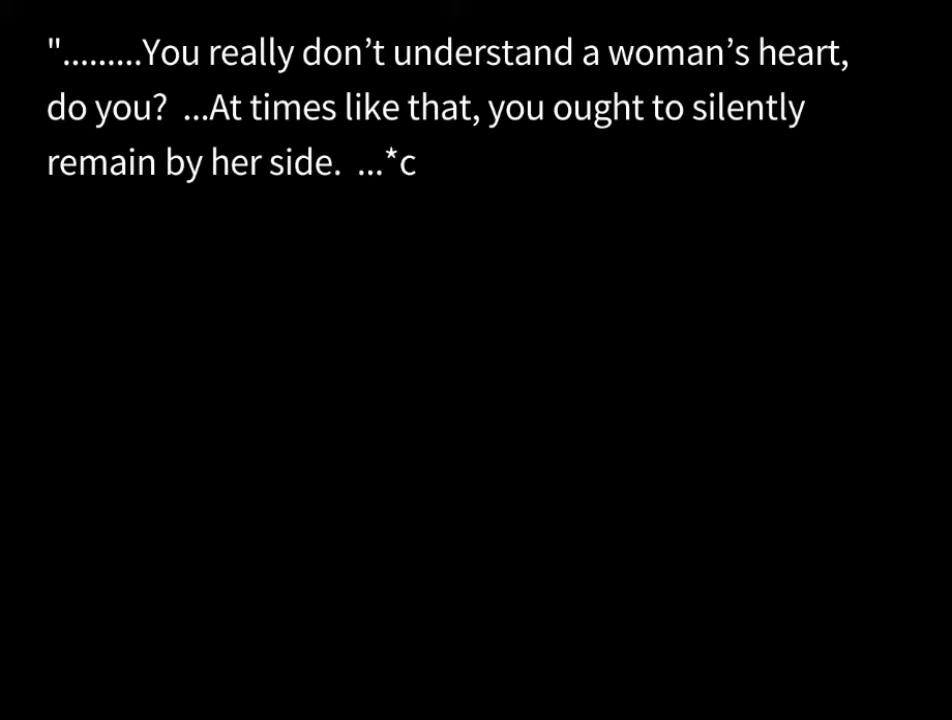 ".........You really don’t understand a woman’s heart,
do you?  ...At times like that, you ought to silently
remain by her side.  ...*c